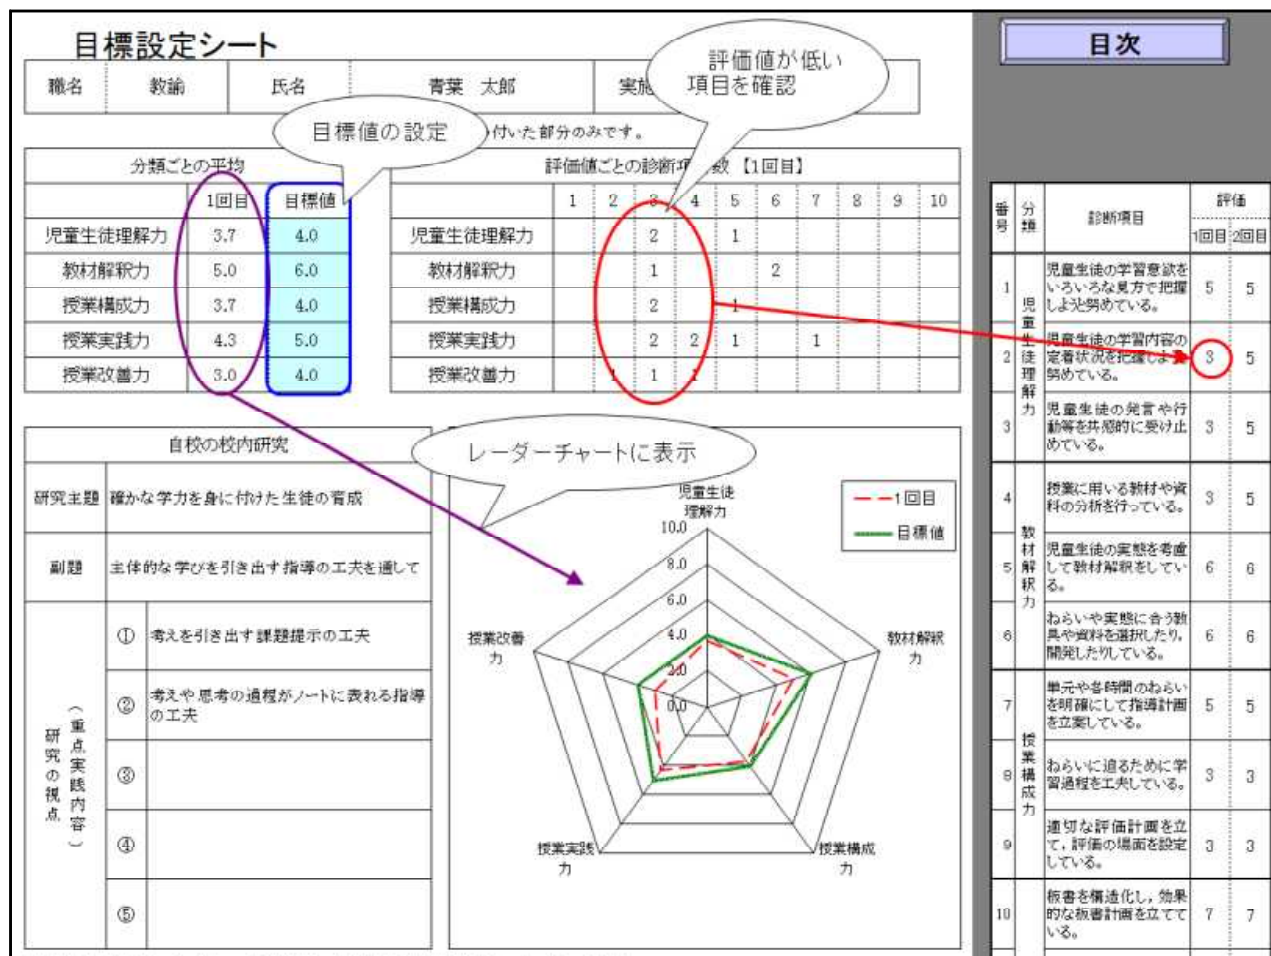 目標設定シート
職名 教諭 氏名 青葉 太郎 実施
評価値が低い
項目を確認
目標値の設定
付いた部分のみです。
分類ごとの平均
1回目 目標値
児童生徒理解力 3.7 4.0
教材解釈力 5.0 6.0
授業構成力 3.7 4.0
授業実践力 4.3 5.0
授業改善力 3.0 4.0
評価値ごとの診断項目数【1回目】
1 2 3 4 5 6 7 8 9 10
児童生徒理解力 2 1
教材解釈力 1 2
授業構成力 2 1
授業実践力 2 2 1 1
授業改善力 1 1 1
自校の校内研究
研究主題 確かな学力を身に付けた生徒の育成
副題 主体的な学びを引き出す指導の工夫を通して
研究の視点
(重点実践内容)
① 考えを引き出す課題提示の工夫
② 考えや思考の過程がノートに表れる指導
の工夫
③
④
⑤
レーダーチャートに表示
児童生徒
理解力
1回目
目標値
10.0
8.0
6.0
4.0
2.0
0.0
授業改善
力
教材解釈
力
授業実践
力
授業構成
力
目次
番号 分類 診断項目 評価
1回目 2回目
児童生徒理解力
1 児童生徒の学習意欲を
いろいろな見方で把握
しようと努めている。 5 5
2 児童生徒の学習内容の
定着状況を把握しよう
努めている。 3 5
3 児童生徒の発言や行
動等を共感的に受け止
めている。 3 5
教材解釈力
4 授業に用いる教材や資
料の分析を行っている。 3 5
5 児童生徒の実態を考慮
して教材解釈をしてい
る。 6 6
6 ねらいや実態に合う教
具や資料を選択したり,
開発したりしている。 6 6
授業構成力
7 単元や各時間のねらい
を明確にして指導計画
を立案している。 5 5
8 ねらいに迫るために学
習過程を工夫している。 3 3
9 適切な評価計画を立
て,評価の場面を設定
している。 3 3
10 板書を構造化し,効果
的な板書計画を立てて
いる。 7 7